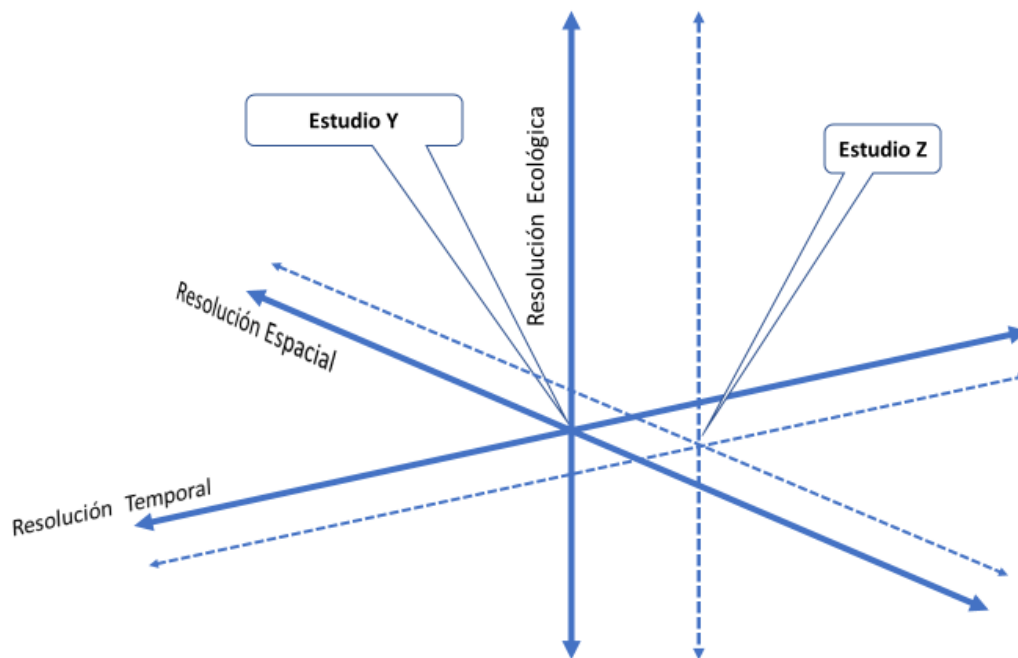 Estudio Y
Estudio Z
Resolución Ecológica
Resolución Espacial
Resolución Temporal